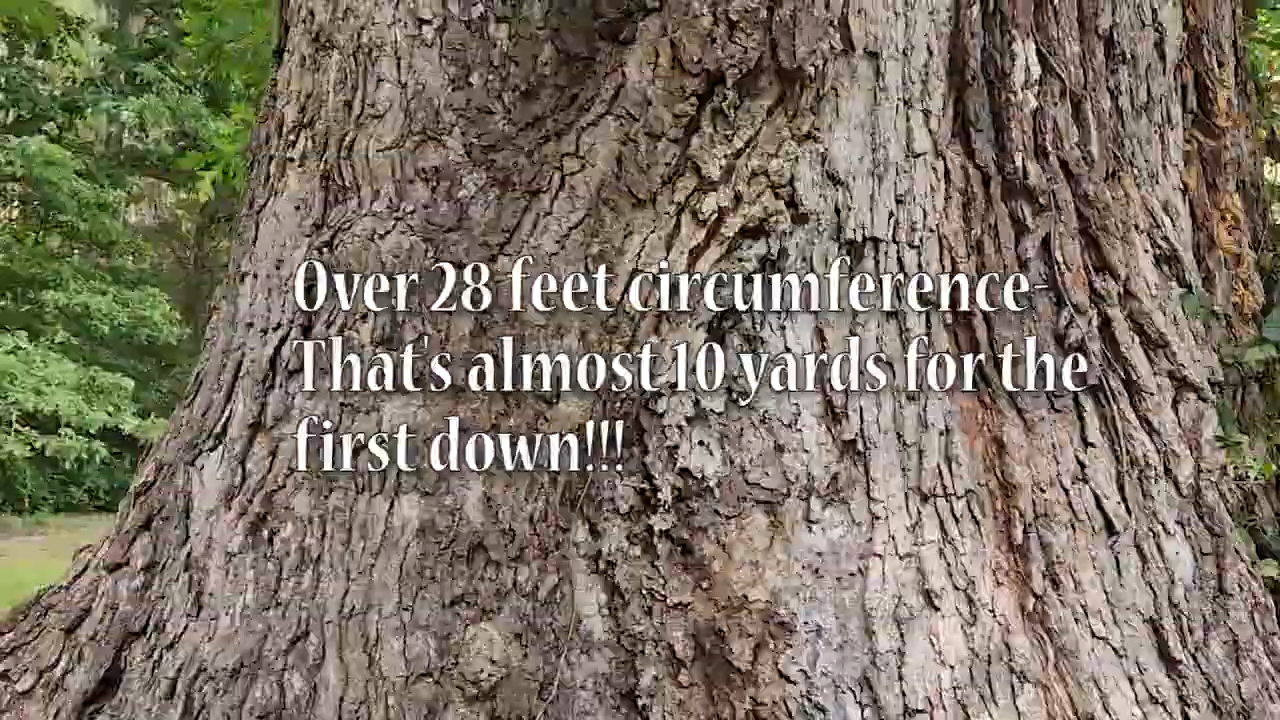 Over 28 feet circumference-
That's almost 10 yards for the
first down!!!